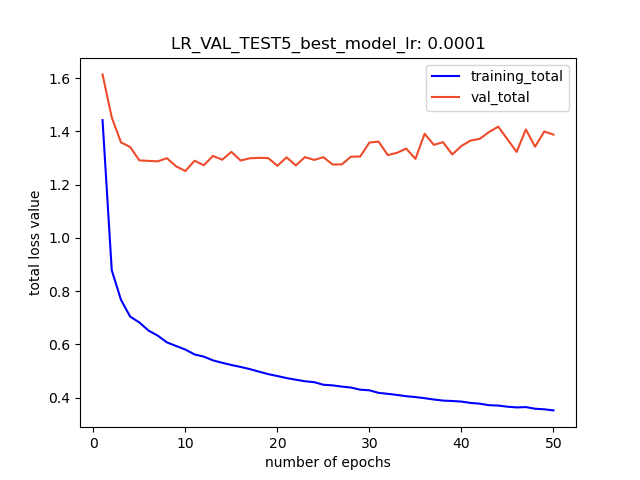 LR_VAL_TEST5_best_model_lr: 0.0001
training_total
val_total
total loss value
1.6
1.4
1.2
1.0
0.8
0.6
0.4
0 10 20 30 40 50
number of epochs